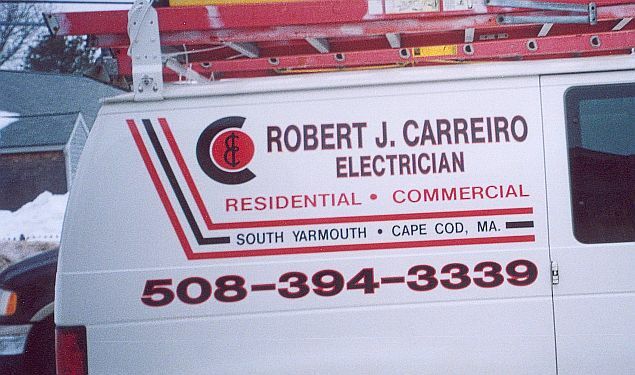 ROBERT J. CARREIRO
ELECTRICIAN
RESIDENTIAL • COMMERCIAL
SOUTH YARMOUTH • CAPE COD, MA.
508-394-3339